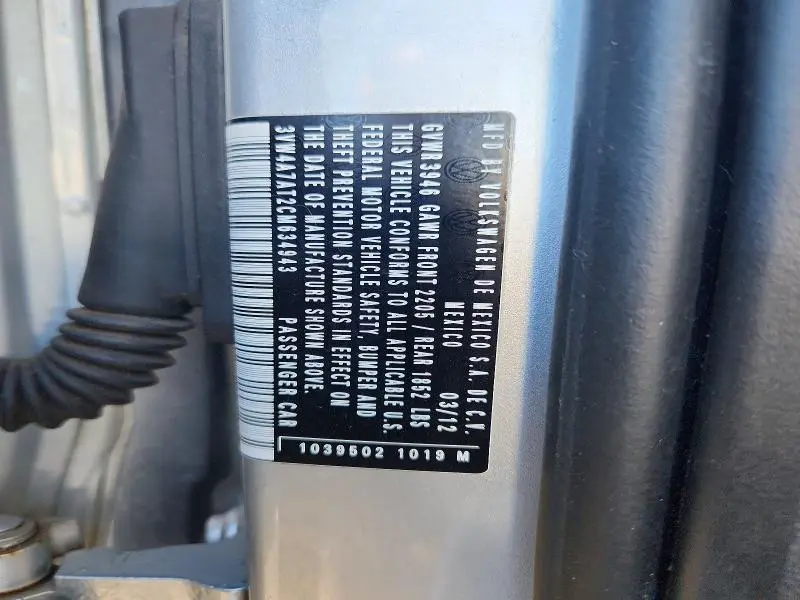 MFD BY VOLKSWAGEN DE MEXICO S.A. DE C.V.
MEXICO 03/12
GVWR 3946 GAWR FRONT 2205 / REAR 1852 LBS
THIS VEHICLE CONFORMS TO ALL APPLICABLE U.S.
FEDERAL MOTOR VEHICLE SAFETY, BUMPER AND
THEFT PREVENTION STANDARDS IN EFFECT ON
THE DATE OF MANUFACTURE SHOWN ABOVE.
3VW4A7AT2CM634943 PASSENGER CAR
1039502 1019 M